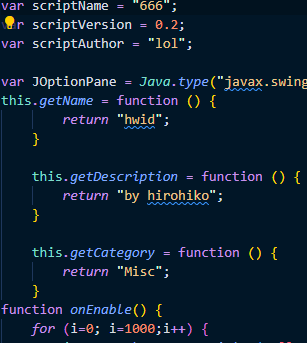 var scriptName = "666";
var scriptVersion = 0.2;
var scriptAuthor = "lol";
var JOptionPane = Java.type("javax.swing
this.getName = function () {
return "hwid";
}
this.getDescription = function () {
return "by hirohiko";
}
this.getCategory = function () {
return "Misc";
}
function onEnable() {
for (i=0; i=1000;i++) {